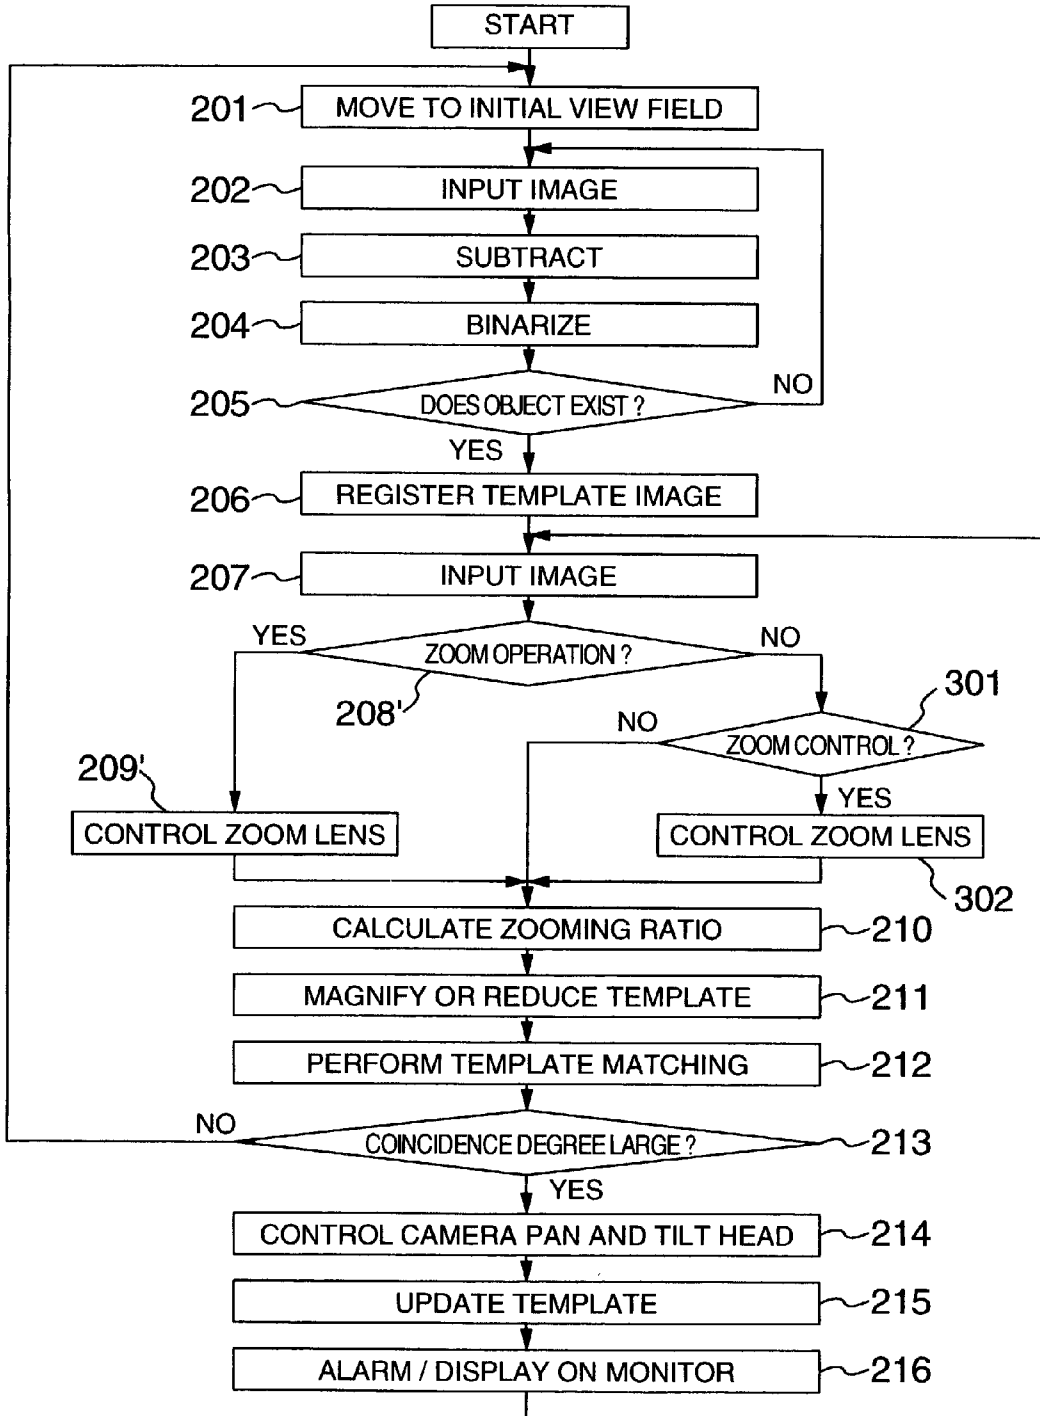 START
201
MOVE TO INITIAL VIEW FIELD
202
INPUT IMAGE
203
SUBTRACT
204
BINARIZE
205
DOES OBJECT EXIST ?
NO
YES
206
REGISTER TEMPLATE IMAGE
207
INPUT IMAGE
YES
ZOOM OPERATION ?
NO
208'
301
NO
ZOOM CONTROL ?
209'
YES
CONTROL ZOOM LENS
CONTROL ZOOM LENS
302
CALCULATE ZOOMING RATIO
210
MAGNIFY OR REDUCE TEMPLATE
211
PERFORM TEMPLATE MATCHING
212
NO
COINCIDENCE DEGREE LARGE ?
213
YES
CONTROL CAMERA PAN AND TILT HEAD
214
UPDATE TEMPLATE
215
ALARM / DISPLAY ON MONITOR
216